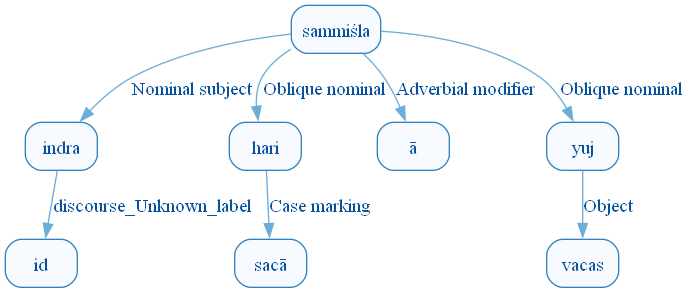 sammiśla
Nominal subject Oblique nominal Adverbial modifier Oblique nominal
indra hari ā yuj
discourse_Unknown_label Case marking Object
id sacā vacas